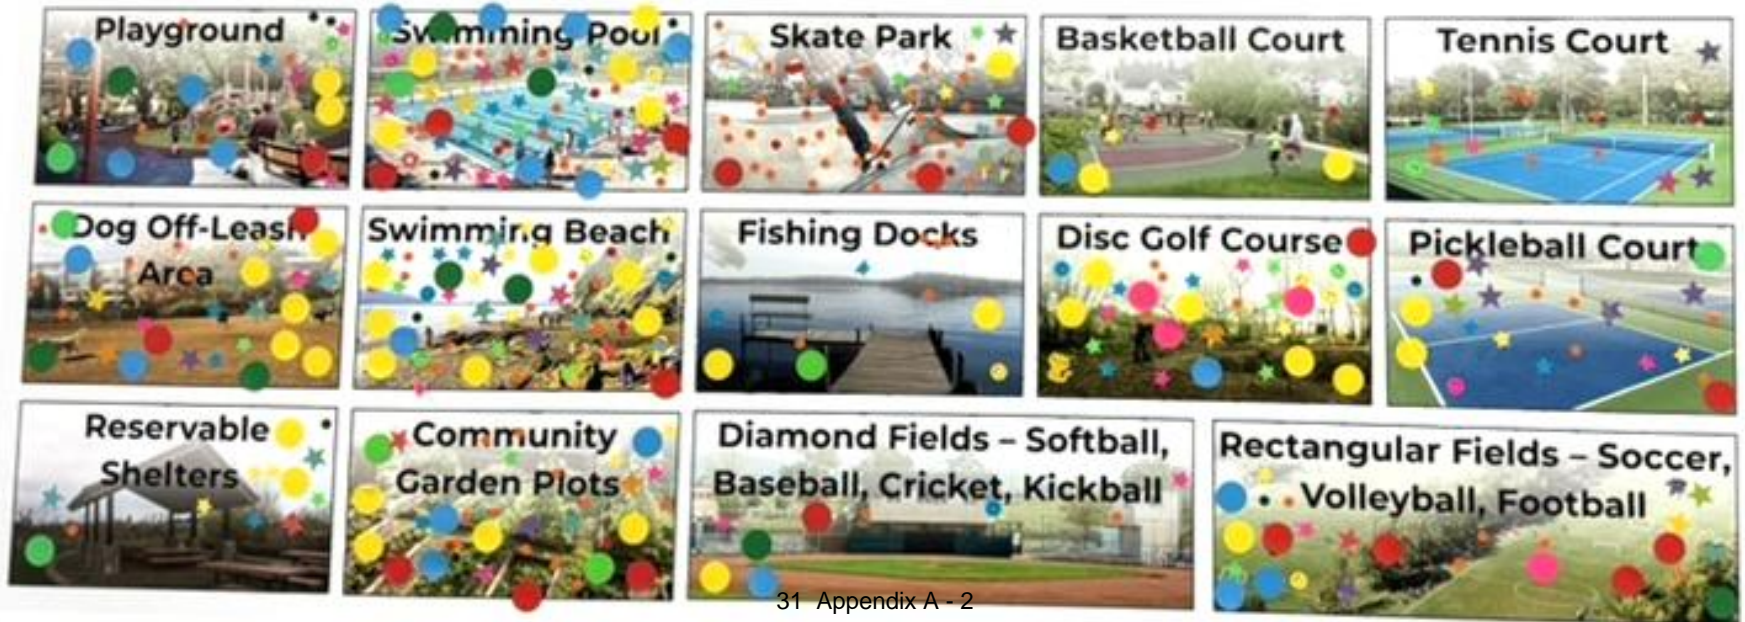 Playground
Swimming Pool
Skate Park
Basketball Court
Tennis Court
Dog Off-Leash
Area
Swimming Beach
Fishing Docks
Disc Golf Course
Pickleball Court
Reservable
Shelters
Community
Garden Plots
Diamond Fields – Softball,
Baseball, Cricket, Kickball
Rectangular Fields – Soccer,
Volleyball, Football
31 Appendix A - 2